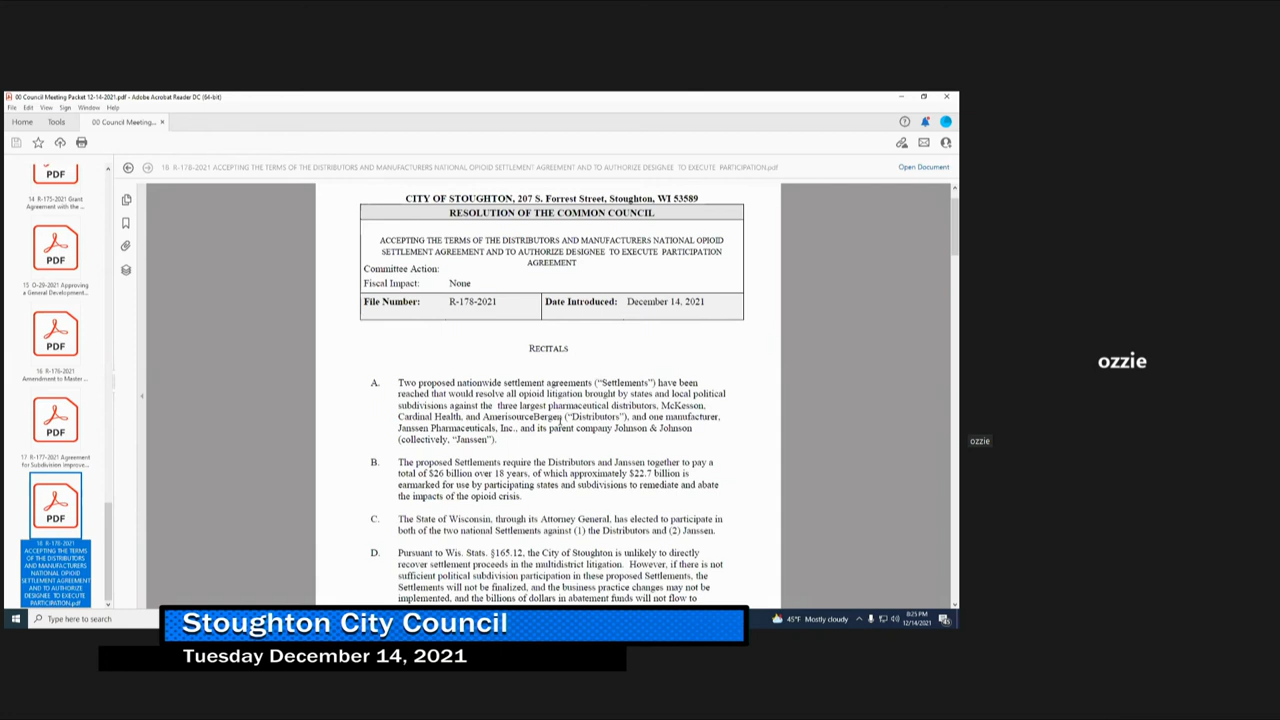 00 Council Meeting Packet 12-14-2021.pdf - Adobe Acrobat Reader DC (64-bit)
File Edit View Sign Window Help
Home Tools 00 Council Meeting... ×
18 R-178-2021 ACCEPTING THE TERMS OF THE DISTRIBUTORS AND MANUFACTURERS NATIONAL OPIOID SETTLEMENT AGREEMENT AND TO AUTHORIZE DESIGNEE TO EXECUTE PARTICIPATION.pdf
Open Document
PDF
14 R-175-2021 Grant
Agreement with the ...
PDF
15 O-29-2021 Approving
a General Development...
PDF
16 R-176-2021
Amendment to Master ...
PDF
17 R-177-2021 Agreement
for Subdivision Improve...
PDF
18 R-178-2021
ACCEPTING THE TERMS
OF THE DISTRIBUTORS
AND MANUFACTURERS
NATIONAL OPIOID
SETTLEMENT AGREEMENT
AND TO AUTHORIZE
DESIGNEE TO EXECUTE
PARTICIPATION.pdf
CITY OF STOUGHTON, 207 S. Forrest Street, Stoughton, WI 53589
RESOLUTION OF THE COMMON COUNCIL
ACCEPTING THE TERMS OF THE DISTRIBUTORS AND MANUFACTURERS NATIONAL OPIOID
SETTLEMENT AGREEMENT AND TO AUTHORIZE DESIGNEE TO EXECUTE PARTICIPATION
AGREEMENT
Committee Action:
Fiscal Impact: None
File Number: R-178-2021 Date Introduced: December 14, 2021
RECITALS
A. Two proposed nationwide settlement agreements (“Settlements”) have been
reached that would resolve all opioid litigation brought by states and local political
subdivisions against the three largest pharmaceutical distributors, McKesson,
Cardinal Health, and AmerisourceBergen (“Distributors”), and one manufacturer,
Janssen Pharmaceuticals, Inc., and its parent company Johnson & Johnson
(collectively, “Janssen”).
B. The proposed Settlements require the Distributors and Janssen together to pay a
total of $26 billion over 18 years, of which approximately $22.7 billion is
earmarked for use by participating states and subdivisions to remediate and abate
the impacts of the opioid crisis.
C. The State of Wisconsin, through its Attorney General, has elected to participate in
both of the two national Settlements against (1) the Distributors and (2) Janssen.
D. Pursuant to Wis. Stats. §165.12, the City of Stoughton is unlikely to directly
recover settlement proceeds in the multidistrict litigation. However, if there is not
sufficient political subdivision participation in these proposed Settlements, the
Settlements will not be finalized, and the business practice changes may not be
implemented, and the billions of dollars in abatement funds will not flow to
Type here to search
45°F Mostly cloudy
8:25 PM
12/14/2021
Stoughton City Council
Tuesday December 14, 2021
ozzie
ozzie